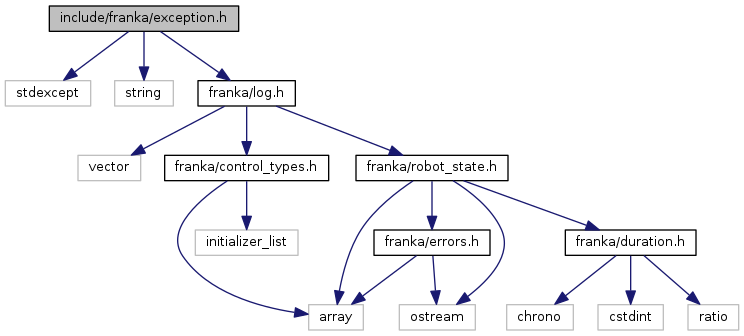 include/franka/exception.h
stdexcept
string
franka/log.h
vector
franka/control_types.h
franka/robot_state.h
initializer_list
franka/errors.h
franka/duration.h
array
ostream
chrono
cstdint
ratio